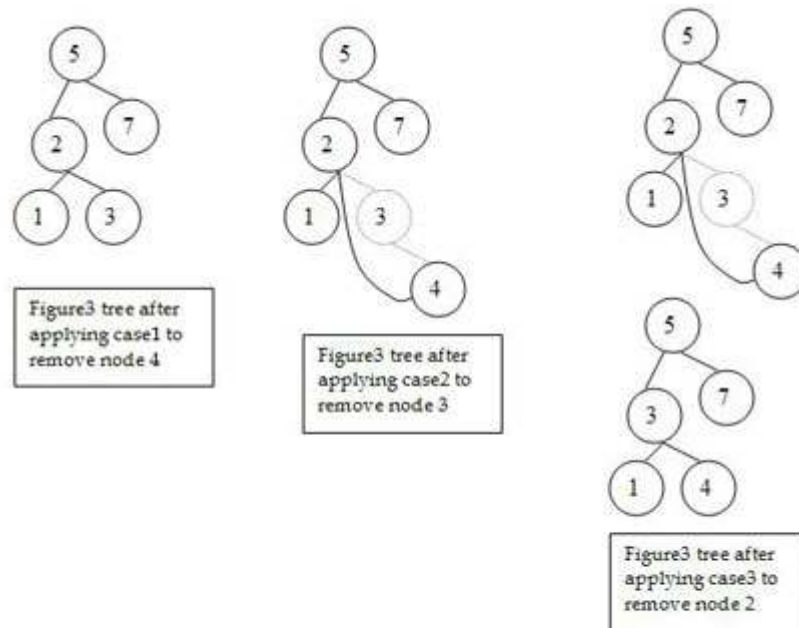 5
2
7
1
3
Figure3 tree after
applying case1 to
remove node 4
5
2
7
1
3
4
Figure3 tree after
applying case2 to
remove node 3
5
2
7
1
3
4
5
3
7
1
4
Figure3 tree after
applying case3 to
remove node 2